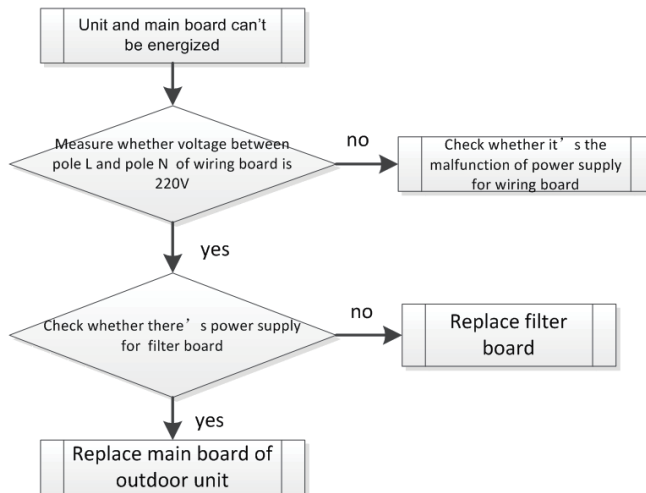 Unit and main board can't
be energized
Measure whether voltage between
pole L and pole N of wiring board is
220V
no
Check whether it's the
malfunction of power supply
for wiring board
yes
Check whether there's power supply
for filter board
no
Replace filter
board
yes
Replace main board of
outdoor unit